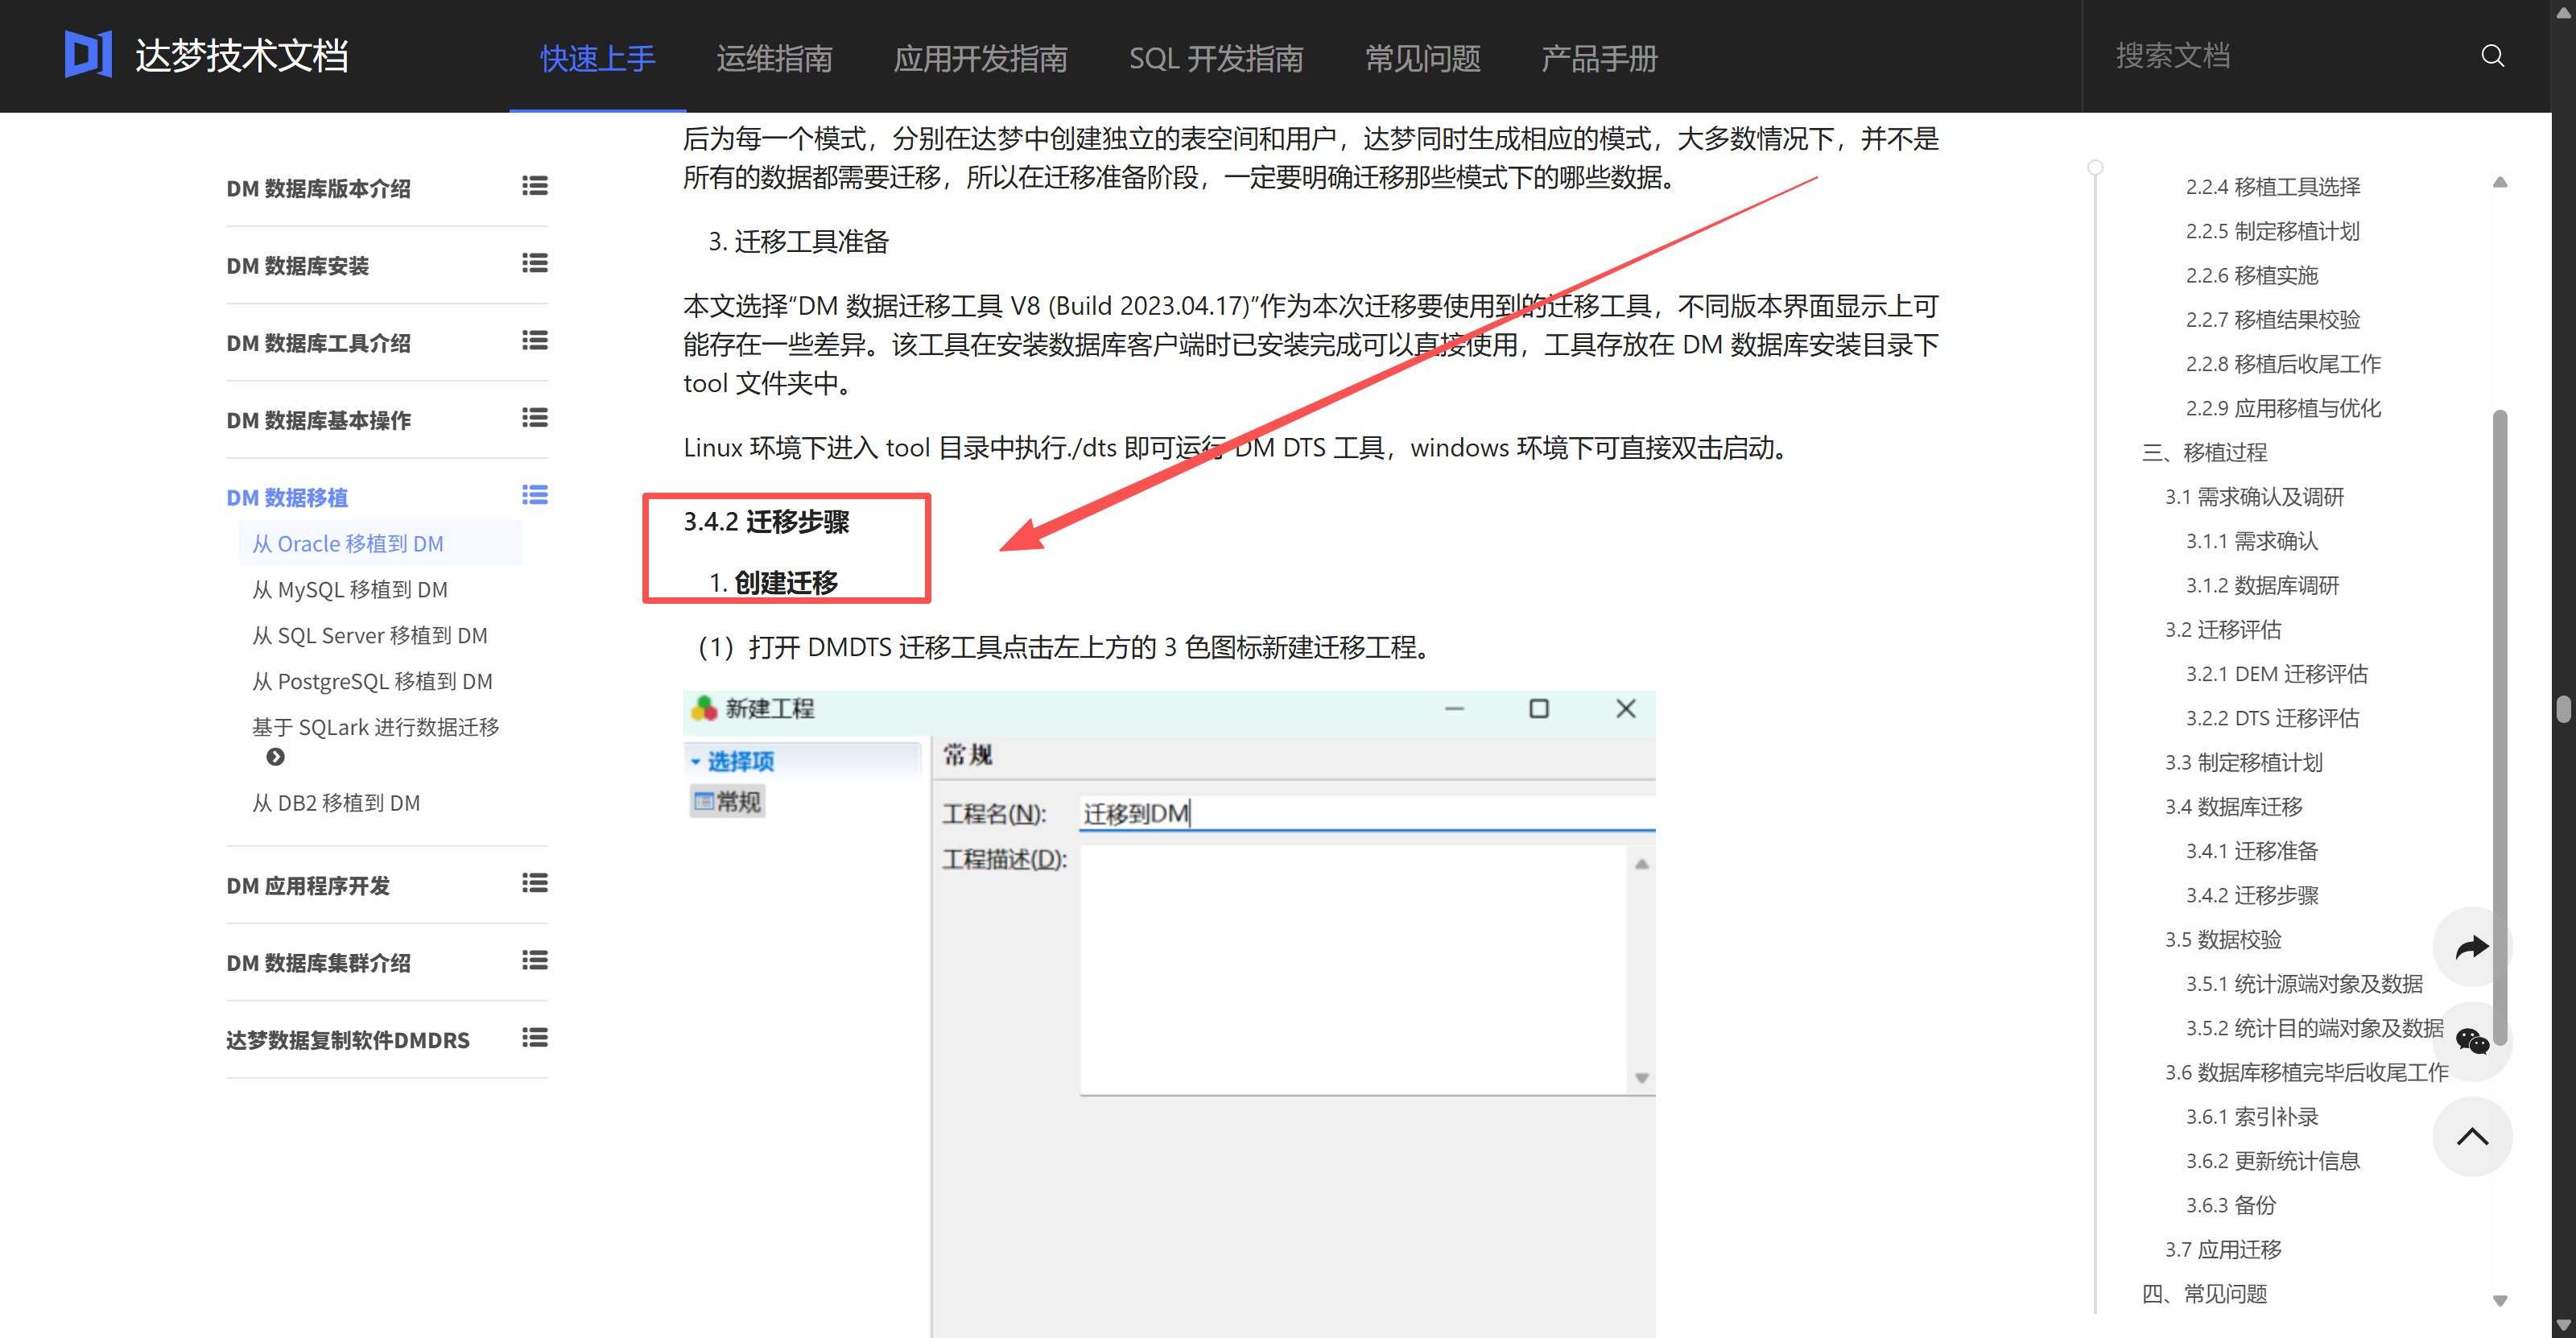 达梦技术文档
快速上手
运维指南
应用开发指南
SQL 开发指南
常见问题
产品手册
搜索文档
DM 数据库版本介绍
DM 数据库安装
DM 数据库工具介绍
DM 数据库基本操作
DM 数据移植
从 Oracle 移植到 DM
从 MySQL 移植到 DM
从 SQL Server 移植到 DM
从 PostgreSQL 移植到 DM
基于 SQLark 进行数据迁移
从 DB2 移植到 DM
DM 应用程序开发
DM 数据库集群介绍
达梦数据复制软件DMDRS
后为每一个模式，分别在达梦中创建独立的表空间和用户，达梦同时生成相应的模式，大多数情况下，并不是
所有的数据都需要迁移，所以在迁移准备阶段，一定要明确迁移那些模式下的哪些数据。
3. 迁移工具准备
本文选择“DM 数据迁移工具 V8 (Build 2023.04.17)”作为本次迁移要使用到的迁移工具，不同版本界面显示上可
能存在一些差异。该工具在安装数据库客户端时已安装完成可以直接使用，工具存放在 DM 数据库安装目录下
tool 文件夹中。
Linux 环境下进入 tool 目录中执行./dts 即可运行 DM DTS 工具，windows 环境下可直接双击启动。
3.4.2 迁移步骤
1. 创建迁移
（1）打开 DMDTS 迁移工具点击左上方的 3 色图标新建迁移工程。
新建工程
选择项
常规
常规
工程名(N):
迁移到DM
工程描述(D):
2.2.4 移植工具选择
2.2.5 制定移植计划
2.2.6 移植实施
2.2.7 移植结果校验
2.2.8 移植后收尾工作
2.2.9 应用移植与优化
三、移植过程
3.1 需求确认及调研
3.1.1 需求确认
3.1.2 数据库调研
3.2 迁移评估
3.2.1 DEM 迁移评估
3.2.2 DTS 迁移评估
3.3 制定移植计划
3.4 数据库迁移
3.4.1 迁移准备
3.4.2 迁移步骤
3.5 数据校验
3.5.1 统计源端对象及数据
3.5.2 统计目的端对象及数据
3.6 数据库移植完毕后收尾工作
3.6.1 索引补录
3.6.2 更新统计信息
3.6.3 备份
3.7 应用迁移
四、常见问题